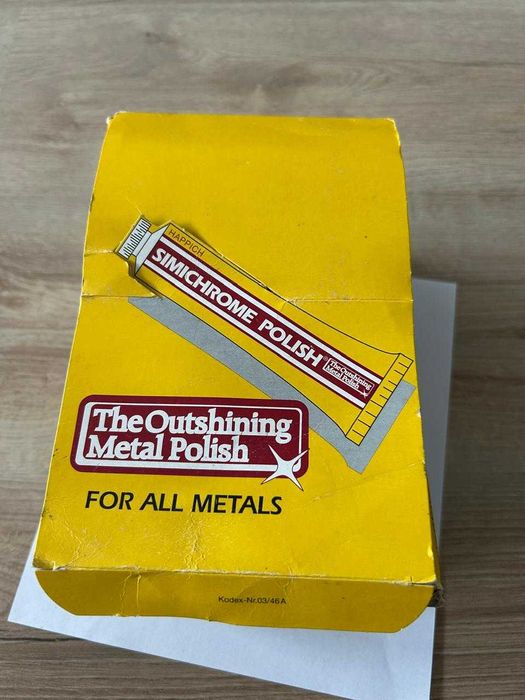 HAPPICH
SIMICHROME POLISH®
The Outshining
Metal Polish
The Outshining
Metal Polish
FOR ALL METALS
Kodex-Nr.03/46A